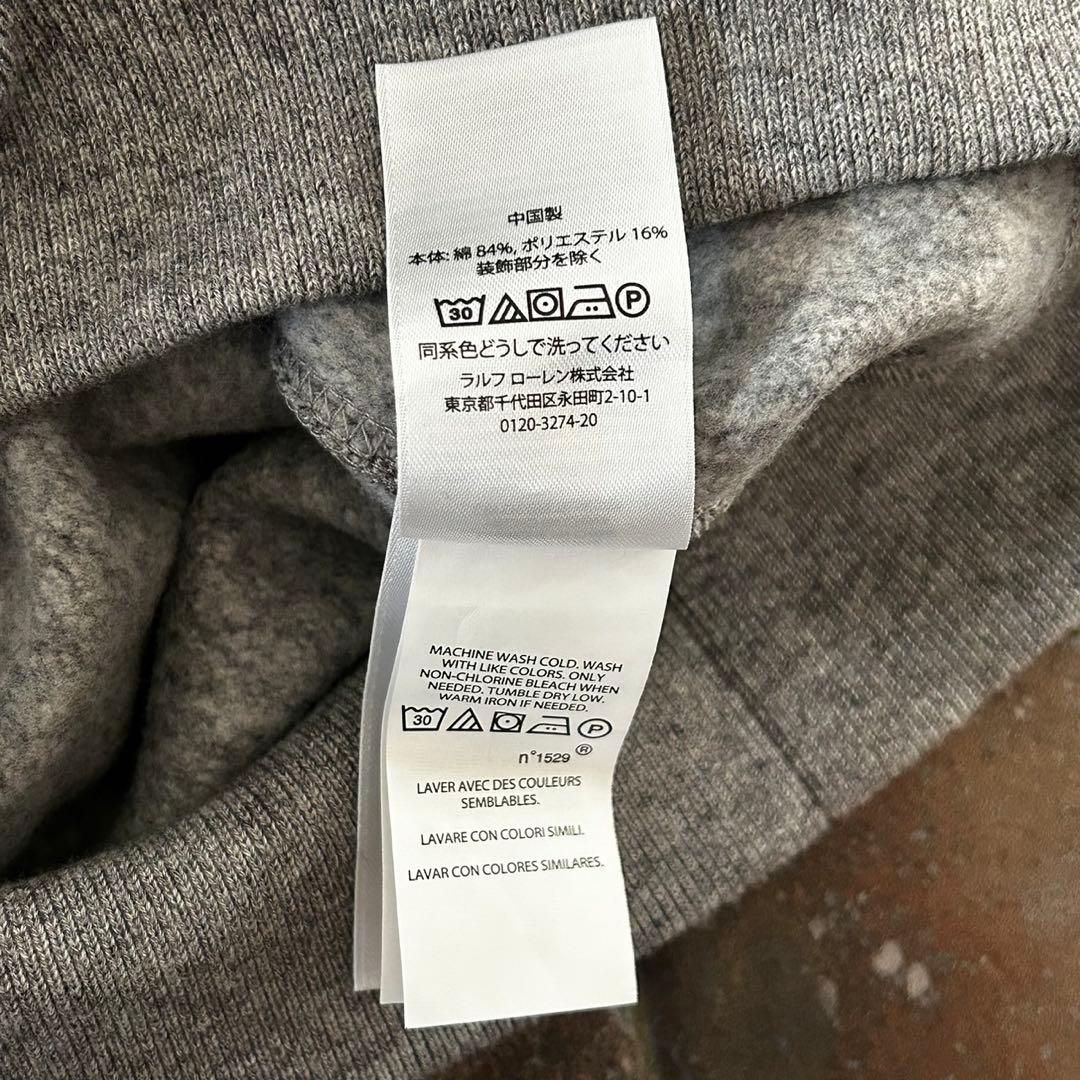 中国製
本体: 綿 84%, ポリエステル 16%
装飾部分を除く
30 P
同系色どうしで洗ってください
ラルフ ローレン株式会社
東京都千代田区永田町2-10-1
0120-3274-20
MACHINE WASH COLD. WASH
WITH LIKE COLORS. ONLY
NON-CHLORINE BLEACH WHEN
NEEDED. TUMBLE DRY LOW.
WARM IRON IF NEEDED.
30 P
n°1529 ®
LAVER AVEC DES COULEURS
SEMBLABLES.
LAVARE CON COLORI SIMILI.
LAVAR CON COLORES SIMILARES.